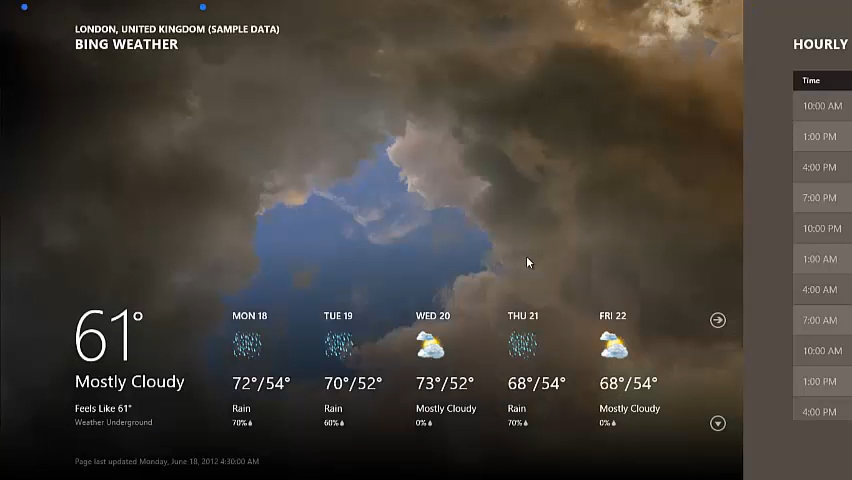 LONDON, UNITED KINGDOM (SAMPLE DATA)
BING WEATHER
61°
Mostly Cloudy
Feels Like 61°
Weather Underground
MON 18
72°/54°
Rain
70%
TUE 19
70°/52°
Rain
60%
WED 20
73°/52°
Mostly Cloudy
0%
THU 21
68°/54°
Rain
70%
FRI 22
68°/54°
Mostly Cloudy
0%
Page last updated Monday, June 18, 2012 4:30:00 AM
HOURLY
Time
10:00 AM
1:00 PM
4:00 PM
7:00 PM
10:00 PM
1:00 AM
4:00 AM
7:00 AM
10:00 AM
1:00 PM
4:00 PM